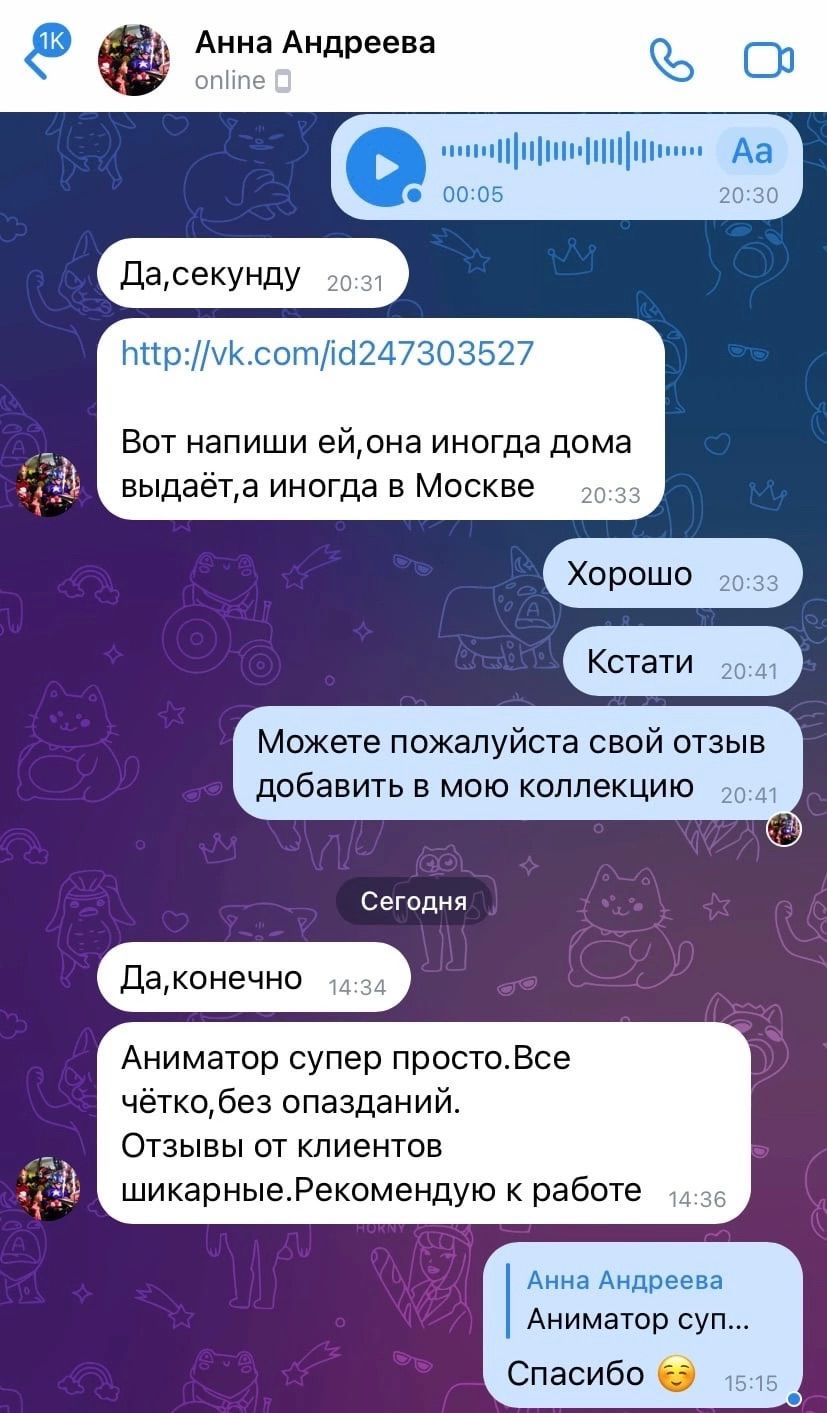 1K
Анна Андреева
online
00:05
Aa
20:30
Да,секунду 20:31
http://vk.com/id247303527
Вот напиши ей,она иногда дома
выдаёт,а иногда в Москве 20:33
Хорошо 20:33
Кстати 20:41
Можете пожалуйста свой отзыв
добавить в мою коллекцию 20:41
Сегодня
Да,конечно 14:34
Аниматор супер просто.Все
чётко,без опазданий.
Отзывы от клиентов
шикарные.Рекомендую к работе 14:36
HORNY
Анна Андреева
Аниматор суп...
Спасибо ☺️ 15:15